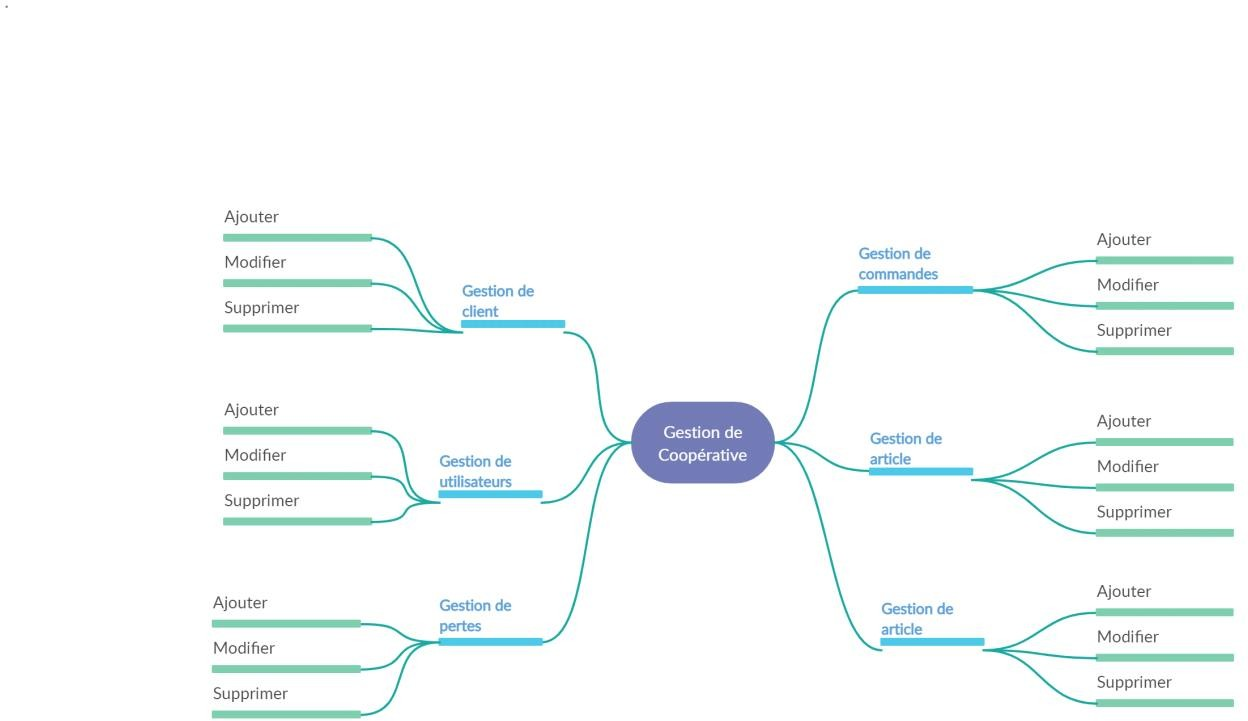 Ajouter
Modifier
Supprimer
Gestion de
client
Ajouter
Modifier
Supprimer
Gestion de
utilisateurs
Ajouter
Modifier
Supprimer
Gestion de
pertes
Gestion de
Coopérative
Gestion de
commandes
Ajouter
Modifier
Supprimer
Gestion de
article
Ajouter
Modifier
Supprimer
Gestion de
article
Ajouter
Modifier
Supprimer